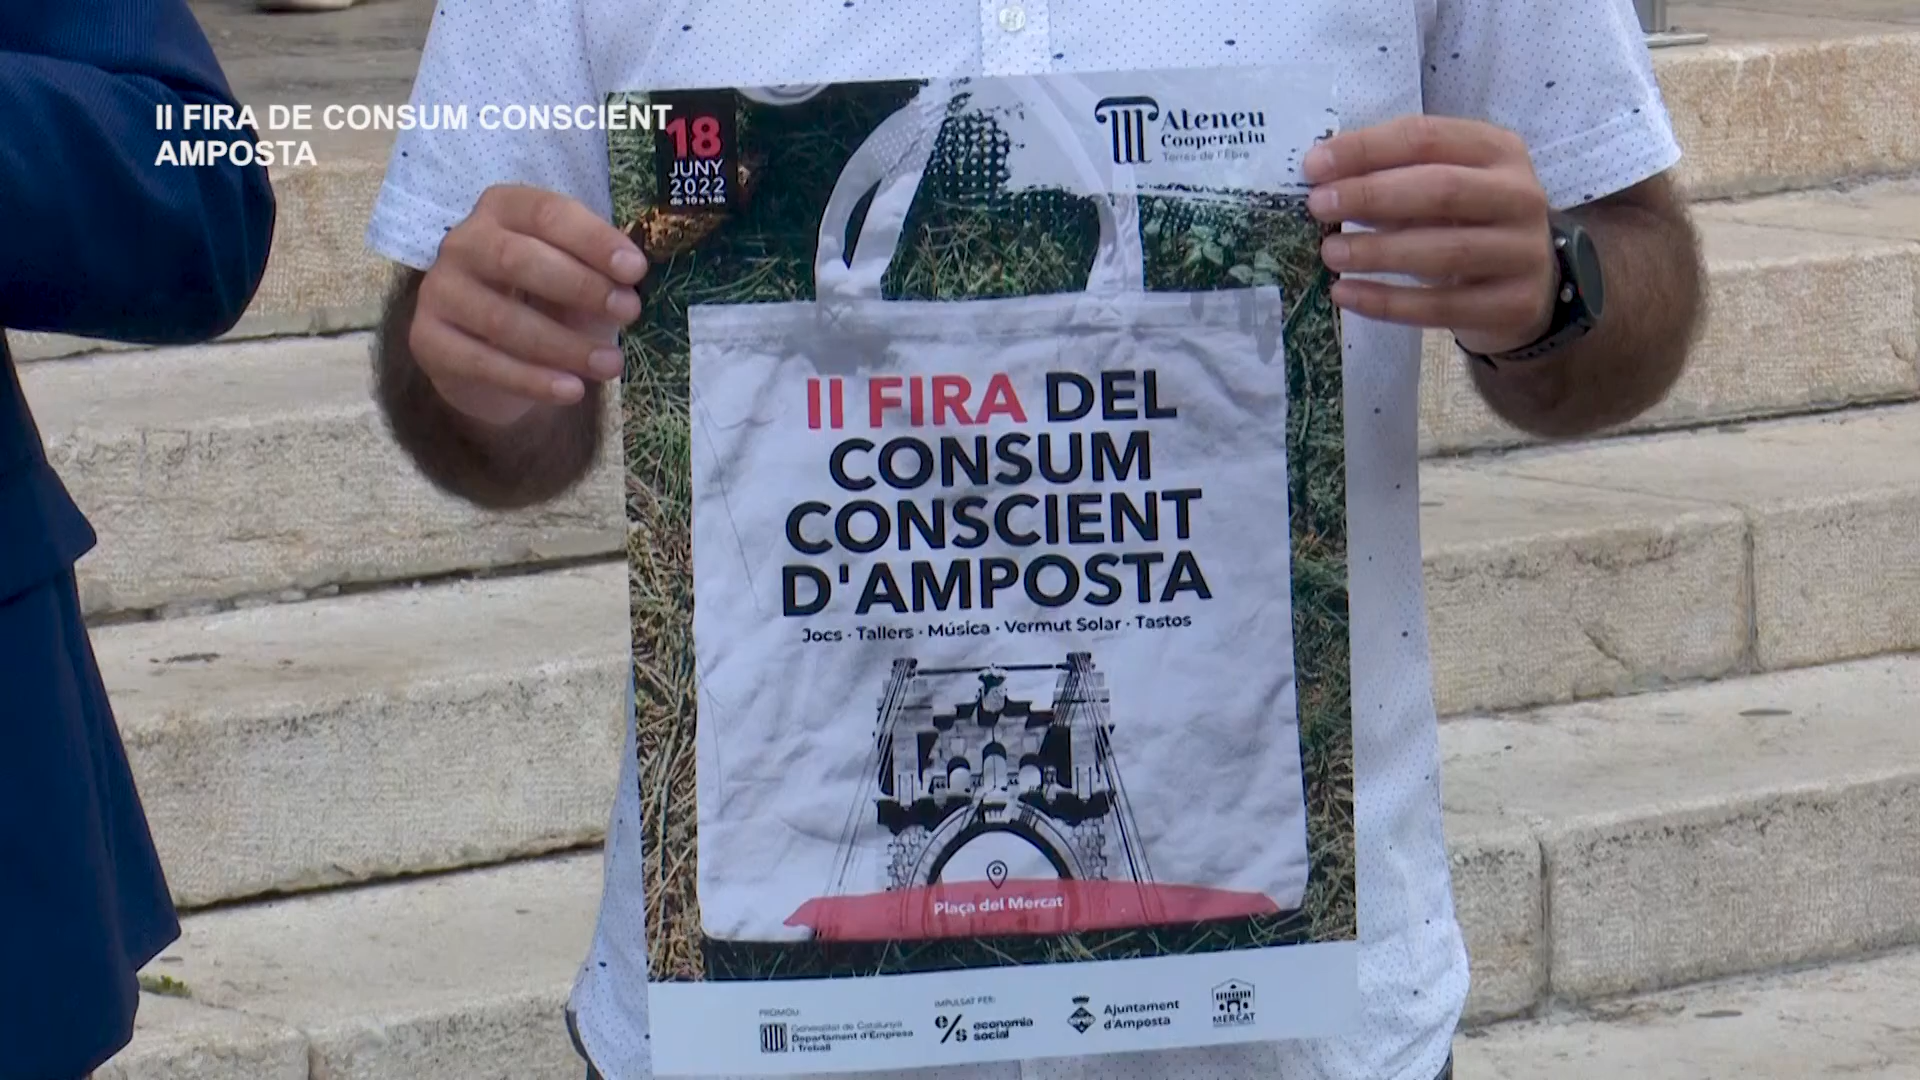 II FIRA DE CONSUM CONSCIENT
AMPOSTA
18
JUNY
2022
de 10 a 14h
Ateneu
Cooperatiu
Terres de l'Ebre
II FIRA DEL
CONSUM
CONSCIENT
D'AMPOSTA
Jocs · Tallers · Música · Vermut Solar · Tastos
Plaça del Mercat
PROMOU:
Generalitat de Catalunya
Departament d'Empresa
i Treball
IMPULSAT PER:
e/s economia
social
Ajuntament
d'Amposta
MERCAT